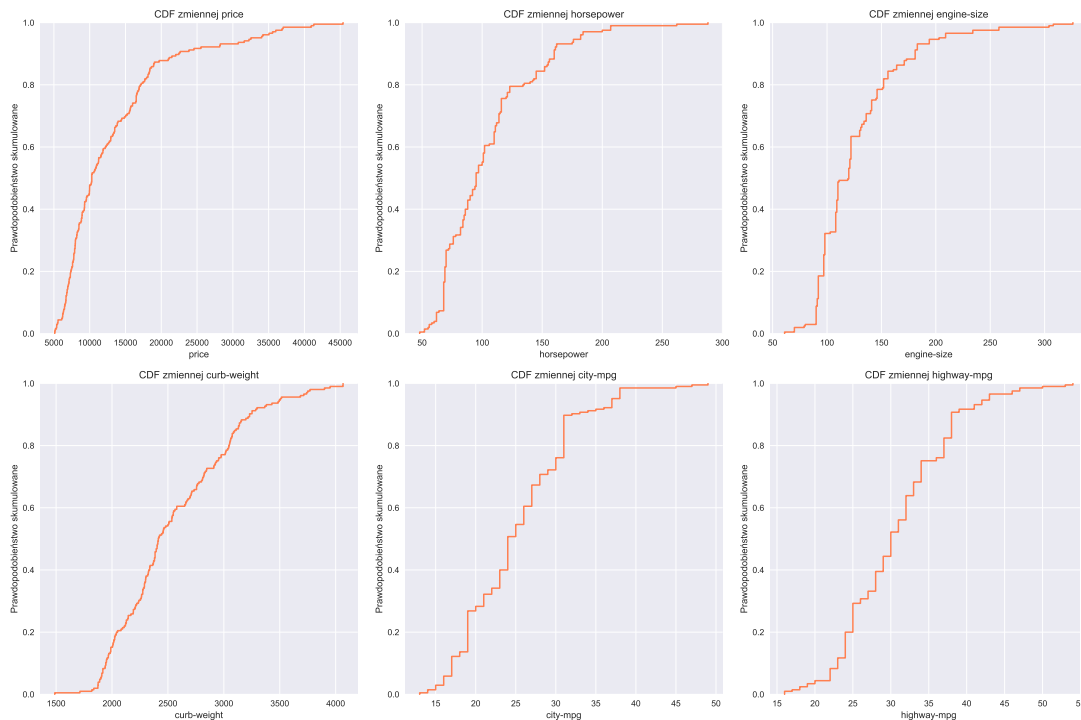 CDF zmiennej price
Prawdopodobieństwo skumulowane
1.0
0.8
0.6
0.4
0.2
0.0
5000 10000 15000 20000 25000 30000 35000 40000 45000
price
CDF zmiennej horsepower
Prawdopodobieństwo skumulowane
1.0
0.8
0.6
0.4
0.2
0.0
50 100 150 200 250 300
horsepower
CDF zmiennej engine-size
Prawdopodobieństwo skumulowane
1.0
0.8
0.6
0.4
0.2
0.0
50 100 150 200 250 300
engine-size
CDF zmiennej curb-weight
Prawdopodobieństwo skumulowane
1.0
0.8
0.6
0.4
0.2
0.0
1500 2000 2500 3000 3500 4000
curb-weight
CDF zmiennej city-mpg
Prawdopodobieństwo skumulowane
1.0
0.8
0.6
0.4
0.2
0.0
15 20 25 30 35 40 45 50
city-mpg
CDF zmiennej highway-mpg
Prawdopodobieństwo skumulowane
1.0
0.8
0.6
0.4
0.2
0.0
15 20 25 30 35 40 45 50
highway-mpg